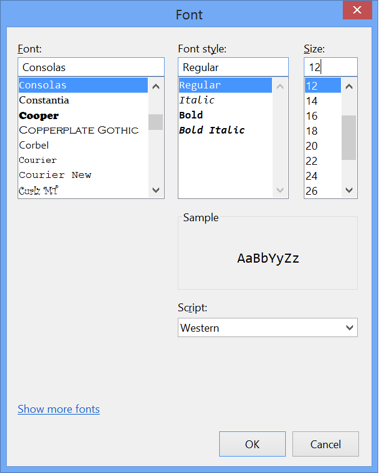 Font
Font: Font style: Size:
Consolas Regular 12
Consolas Regular 12
Constantia Italic 14
Cooper Bold 16
Copperplate Gothic Bold Italic 18
Corbel 20
Courier 22
Courier New 24
Curlz MT 26
Sample
AaBbYyZz
Script:
Western
Show more fonts
OK Cancel